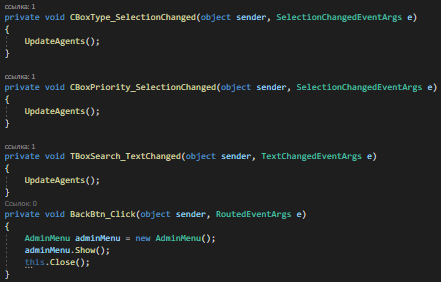 ссылка: 1
private void CBoxType_SelectionChanged(object sender, SelectionChangedEventArgs e)
{
UpdateAgents();
}
ссылка: 1
private void CBoxPriority_SelectionChanged(object sender, SelectionChangedEventArgs e)
{
UpdateAgents();
}
ссылка: 1
private void TBoxSearch_TextChanged(object sender, TextChangedEventArgs e)
{
UpdateAgents();
}
Ссылок: 0
private void BackBtn_Click(object sender, RoutedEventArgs e)
{
AdminMenu adminMenu = new AdminMenu();
adminMenu.Show();
this.Close();
}